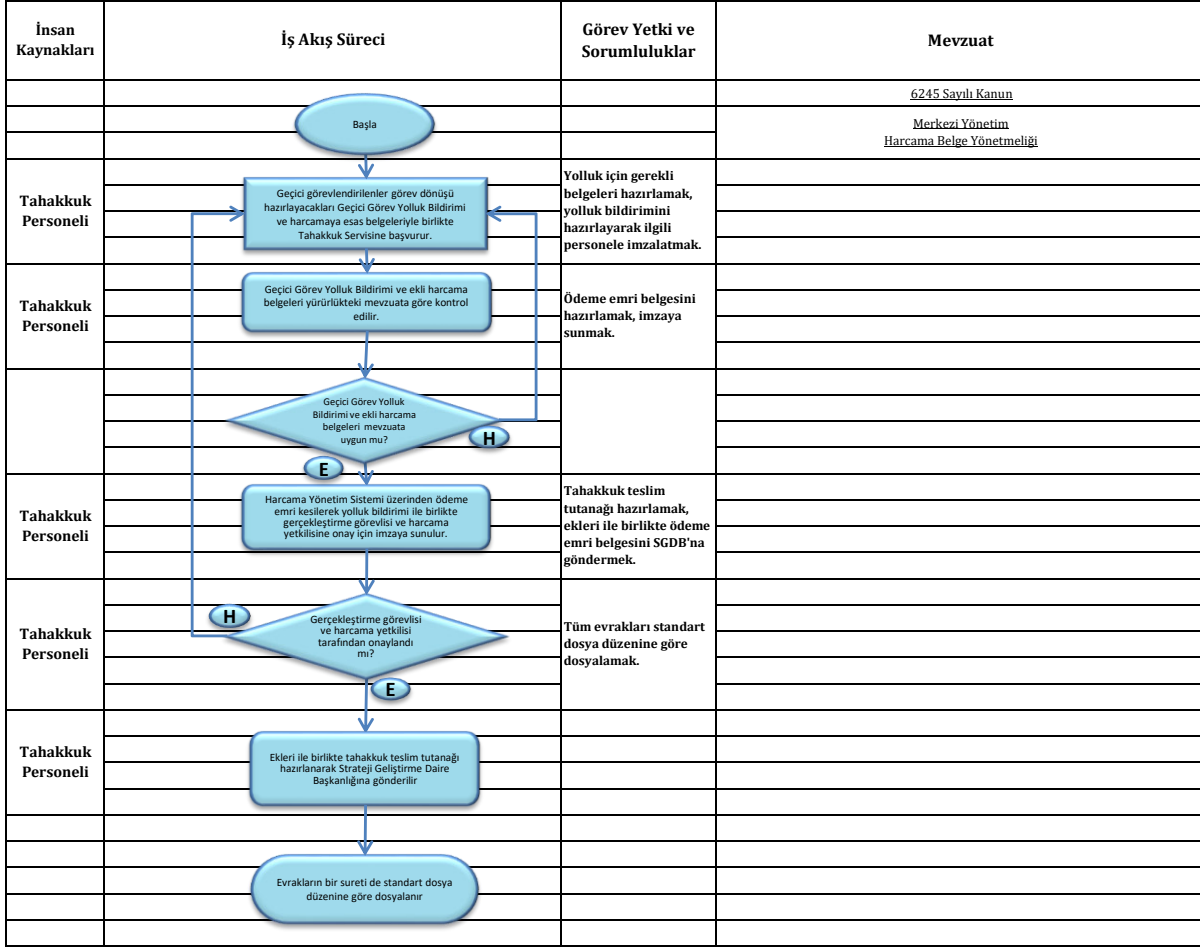 İnsan
Kaynakları
İş Akış Süreci
Görev Yetki ve
Sorumluluklar
Mevzuat
6245 Sayılı Kanun
Başla
Merkezi Yönetim
Harcama Belge Yönetmeliği
Tahakkuk
Personeli
Geçici görevlendirilenler görev dönüşü
hazırlayacakları Geçici Görev Yolluk Bildirimi
ve harcamaya esas belgeleriyle birlikte
Tahakkuk Servisine başvurur.
Yolluk için gerekli
belgeleri hazırlamak,
yolluk bildirimini
hazırlayarak ilgili
personele imzalatmak.
Tahakkuk
Personeli
Geçici Görev Yolluk Bildirimi ve ekli harcama
belgeleri yürürlükteki mevzuata göre kontrol
edilir.
Ödeme emri belgesini
hazırlamak, imzaya
sunmak.
Geçici Görev Yolluk
Bildirimi ve ekli harcama
belgeleri mevzuata
uygun mu?
H
E
Tahakkuk
Personeli
Harcama Yönetim Sistemi üzerinden ödeme
emri kesilerek yolluk bildirimi ile birlikte
gerçekleştirme görevlisi ve harcama
yetkilisine onay için imzaya sunulur.
Tahakkuk teslim
tutanağı hazırlamak,
ekleri ile birlikte ödeme
emri belgesini SGDB'na
göndermek.
Tahakkuk
Personeli
H
Gerçekleştirme görevlisi
ve harcama yetkilisi
tarafından onaylandı
mı?
E
Tüm evrakları standart
dosya düzenine göre
dosyalamak.
Tahakkuk
Personeli
Ekleri ile birlikte tahakkuk teslim tutanağı
hazırlanarak Strateji Geliştirme Daire
Başkanlığına gönderilir
Evrakların bir sureti de standart dosya
düzenine göre dosyalanır